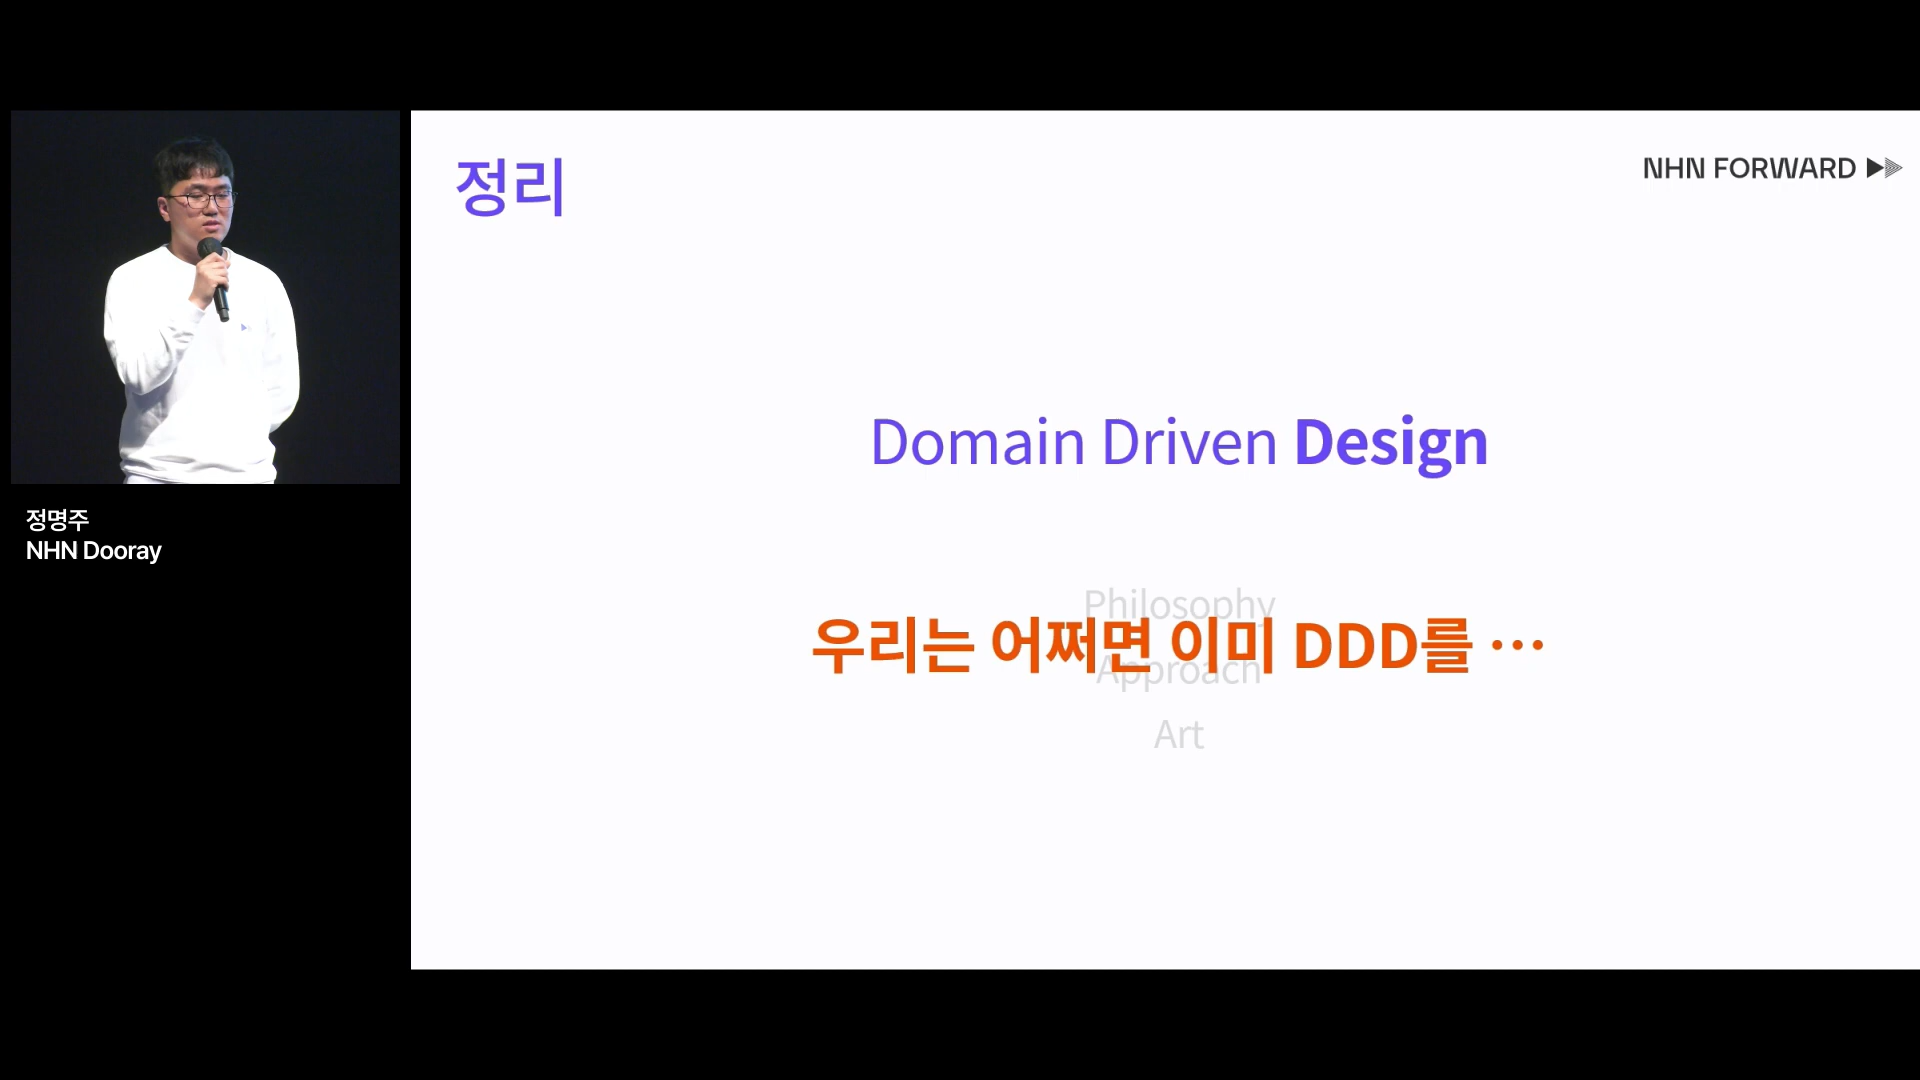 정리
NHN FORWARD
Domain Driven Design
Philosophy
우리는 어쩌면 이미 DDD를 …
Approach
Art
정명주
NHN Dooray